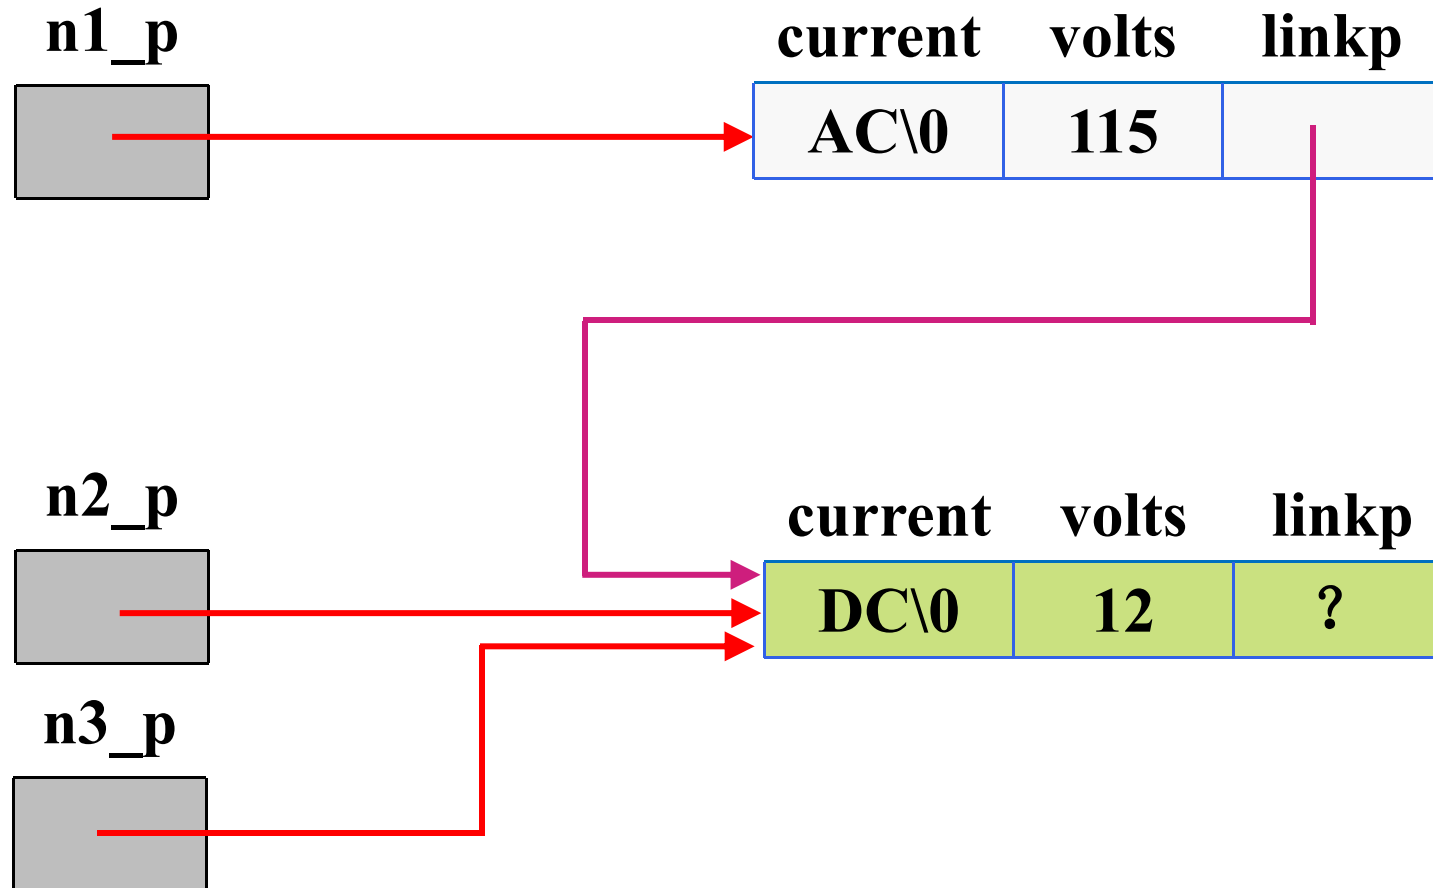 n1_p
current volts linkp
AC\0 115
n2_p
current volts linkp
DC\0 12 ?
n3_p